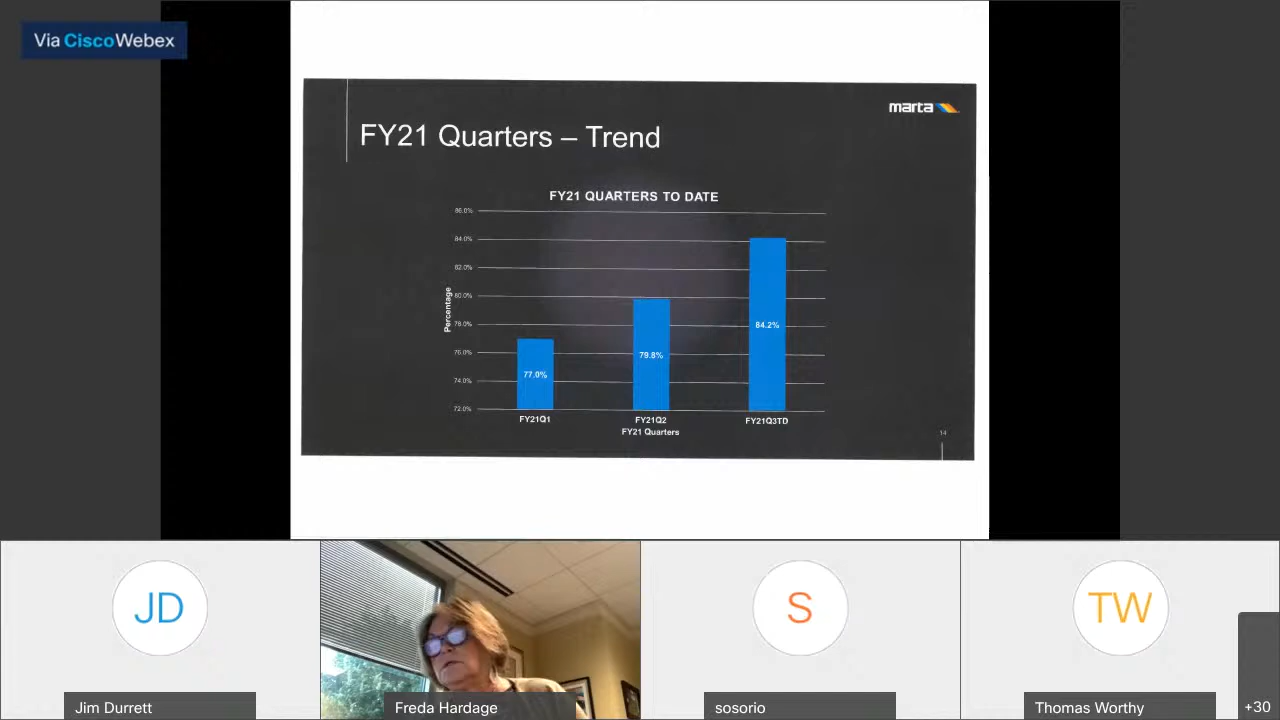 Via CiscoWebex
marta
FY21 Quarters – Trend
FY21 QUARTERS TO DATE
86.0%
84.0%
82.0%
80.0%
78.0%
76.0%
74.0%
72.0%
Percentage
77.0%
79.8%
84.2%
FY21Q1
FY21Q2
FY21Q3TD
FY21 Quarters
14
JD
S
TW
Jim Durrett
Freda Hardage
sosorio
Thomas Worthy
+30